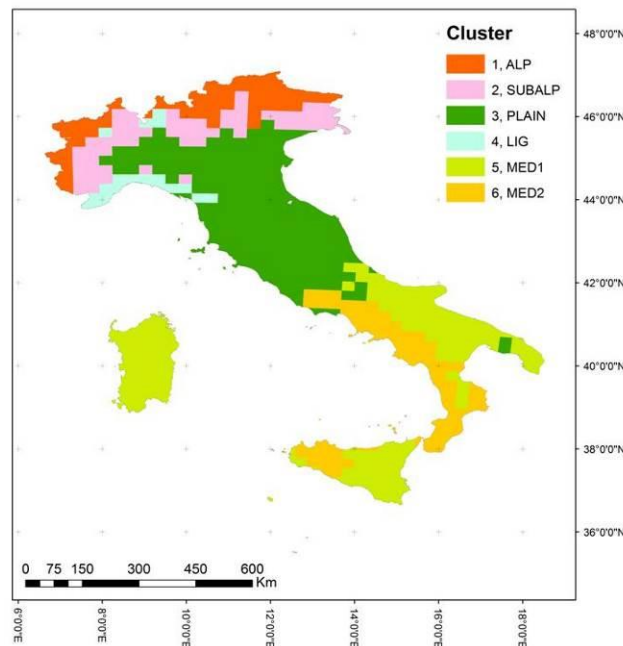 Cluster
1, ALP
2, SUBALP
3, PLAIN
4, LIG
5, MED1
6, MED2
48°0'0"N
46°0'0"N
44°0'0"N
42°0'0"N
40°0'0"N
38°0'0"N
36°0'0"N
0 75 150 300 450 600
Km
6°0'0"E
8°0'0"E
10°0'0"E
12°0'0"E
14°0'0"E
16°0'0"E
18°0'0"E